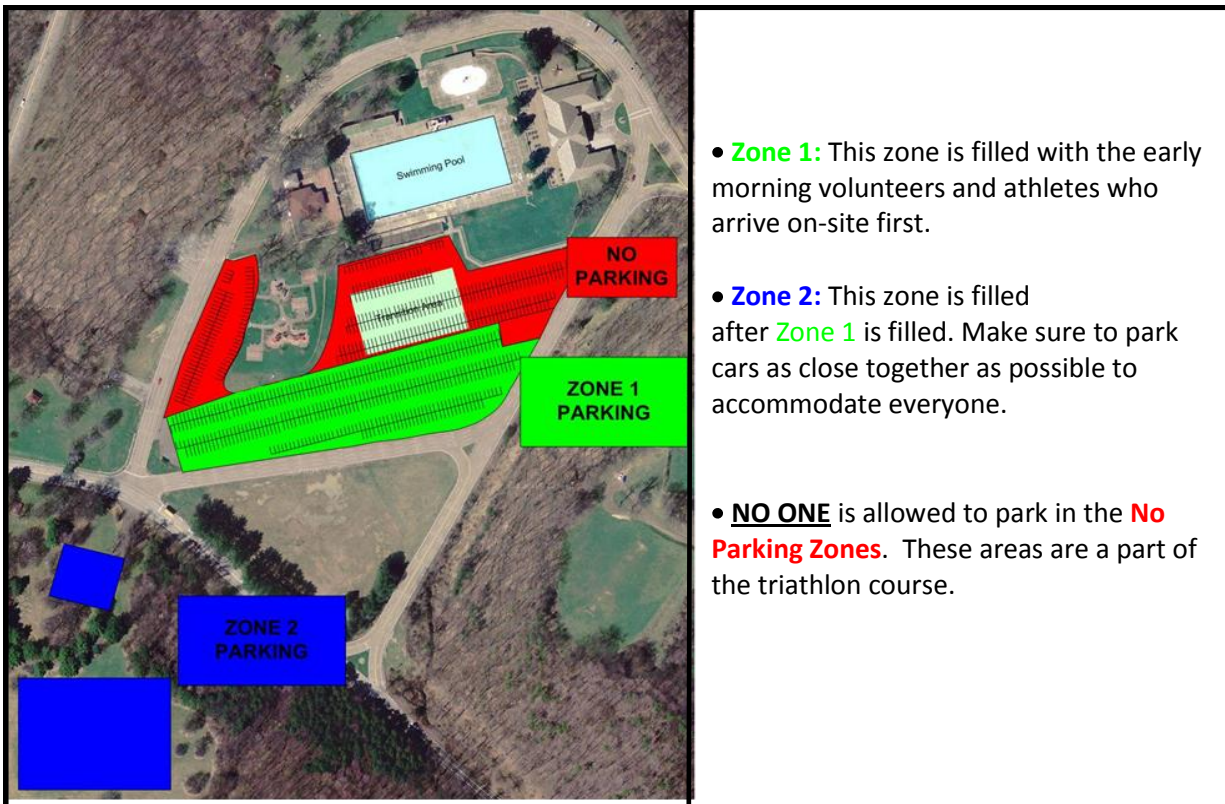 Swimming Pool
NO
PARKING
Transition Area
ZONE 1
PARKING
ZONE 2
PARKING
• Zone 1: This zone is filled with the early
morning volunteers and athletes who
arrive on-site first.
• Zone 2: This zone is filled
after Zone 1 is filled. Make sure to park
cars as close together as possible to
accommodate everyone.
• NO ONE is allowed to park in the No
Parking Zones. These areas are a part of
the triathlon course.